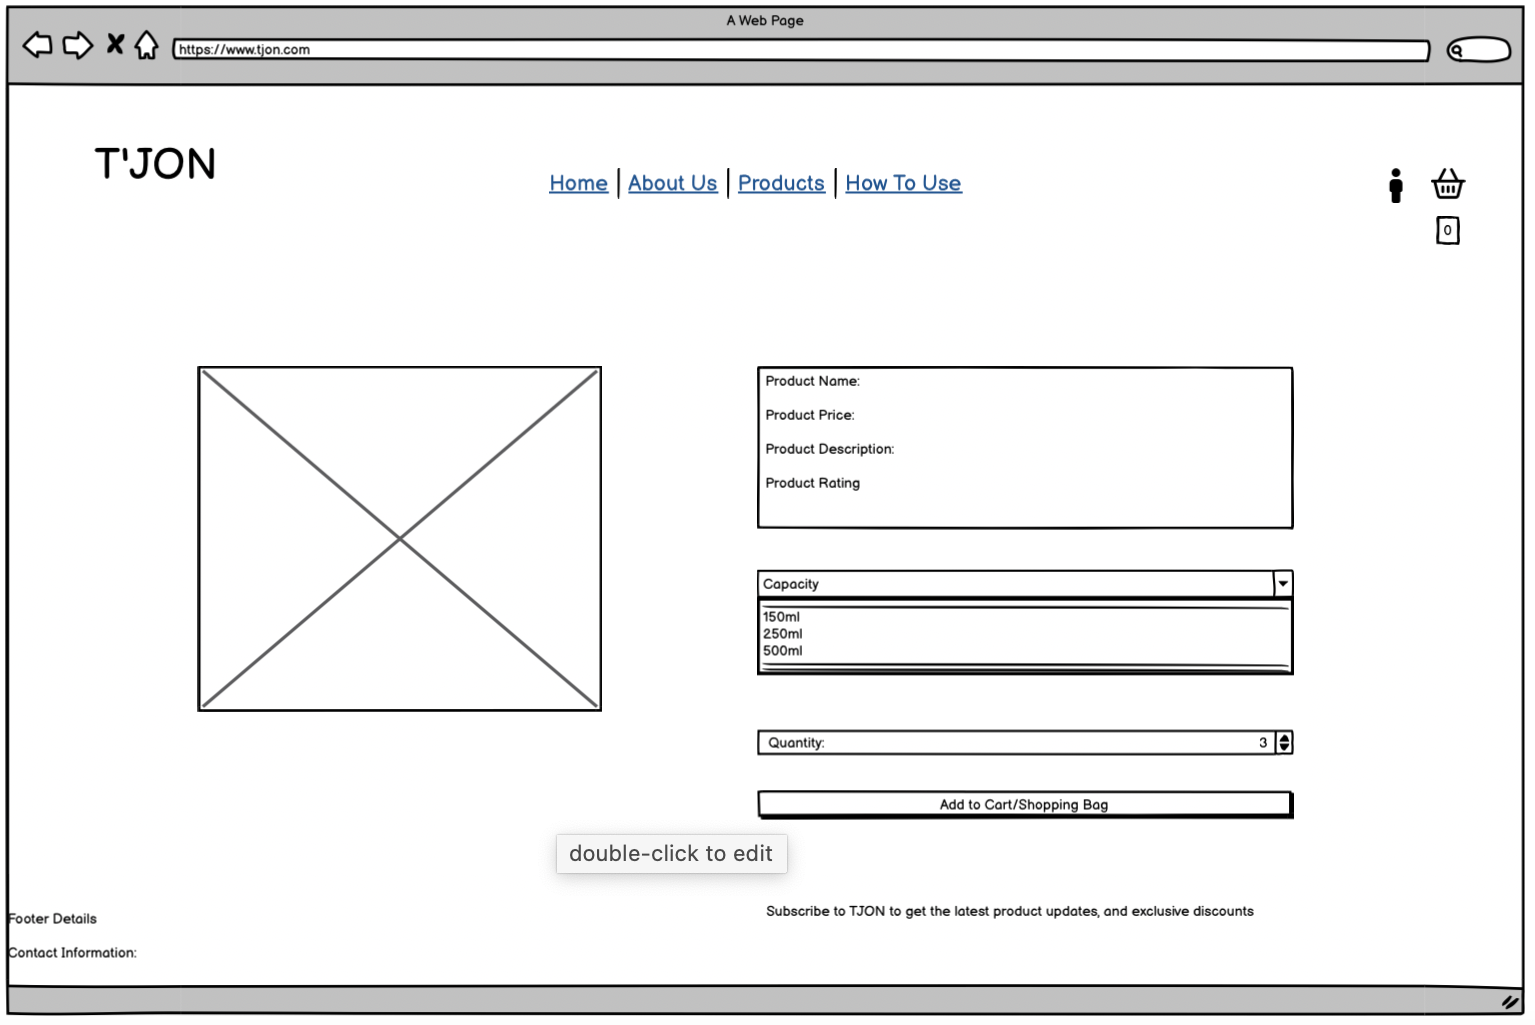 A Web Page
https://www.tjon.com
T'JON
Home | About Us | Products | How To Use
0
Product Name:
Product Price:
Product Description:
Product Rating
Capacity
150ml
250ml
500ml
Quantity: 3
Add to Cart/Shopping Bag
double-click to edit
Subscribe to TJON to get the latest product updates, and exclusive discounts
Footer Details
Contact Information: